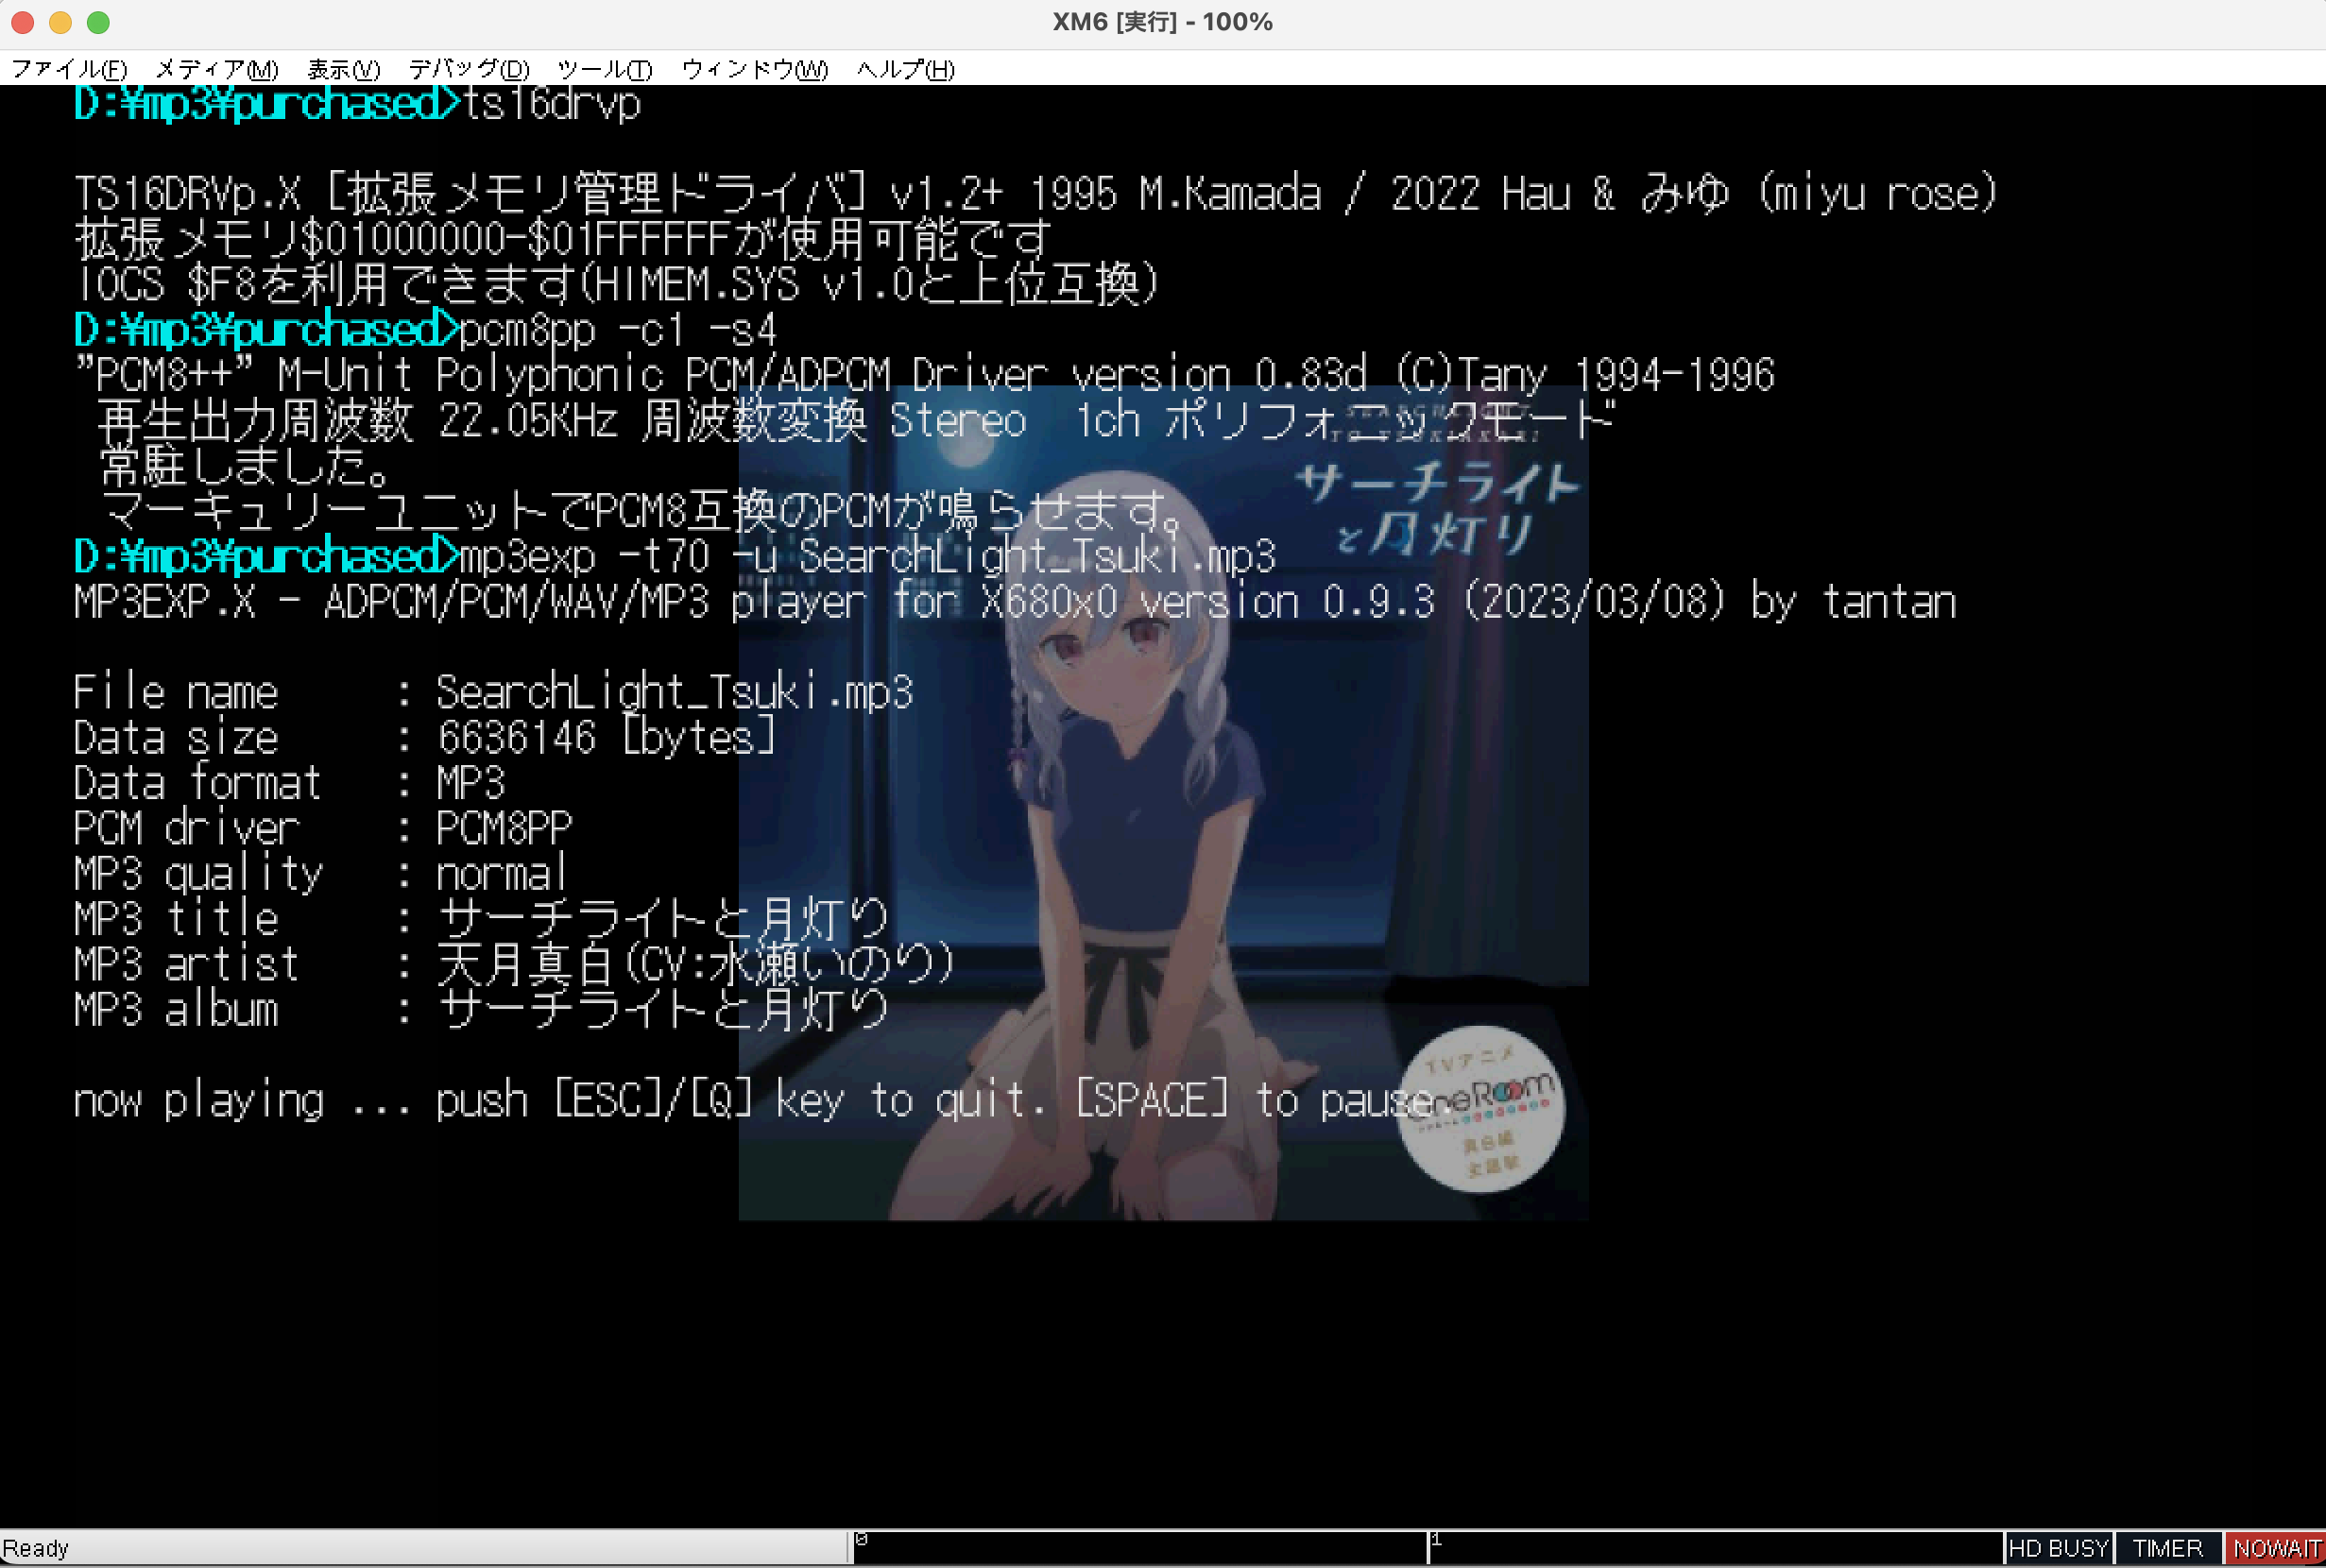 XM6 [実行] - 100%
ファイル(F) メディア(M) 表示(V) デバッグ(D) ツール(T) ウィンドウ(W) ヘルプ(H)
D:¥mp3¥purchased>ts16drvp
TS16DRVp.X [拡張メモリ管理ドライバ] v1.2+ 1995 M.Kamada / 2022 Hau & みゆ (miyu rose)
拡張メモリ$01000000-$01FFFFFFが使用可能です
IOCS $F8を利用できます(HIMEM.SYS v1.0と上位互換)
D:¥mp3¥purchased>pcm8pp -c1 -s4
"PCM8++" M-Unit Polyphonic PCM/ADPCM Driver version 0.83d (C)Tany 1994-1996
再生出力周波数 22.05KHz 周波数変換 Stereo 1ch ポリフォニックモード
常駐しました。
マーキュリーユニットでPCM8互換のPCMが鳴らせます。
D:¥mp3¥purchased>mp3exp -t70 -u SearchLight_Tsuki.mp3
MP3EXP.X - ADPCM/PCM/WAV/MP3 player for X680x0 version 0.9.3 (2023/03/08) by tantan
File name : SearchLight_Tsuki.mp3
Data size : 6636146 [bytes]
Data format : MP3
PCM driver : PCM8PP
MP3 quality : normal
MP3 title : サーチライトと月灯り
MP3 artist : 天月真白(CV:水瀬いのり)
MP3 album : サーチライトと月灯り
now playing ... push [ESC]/[Q] key to quit. [SPACE] to pause.
サーチライト
と月灯り
TVアニメ
OneRoom
Ready 0 1 HD BUSY TIMER NOWAIT